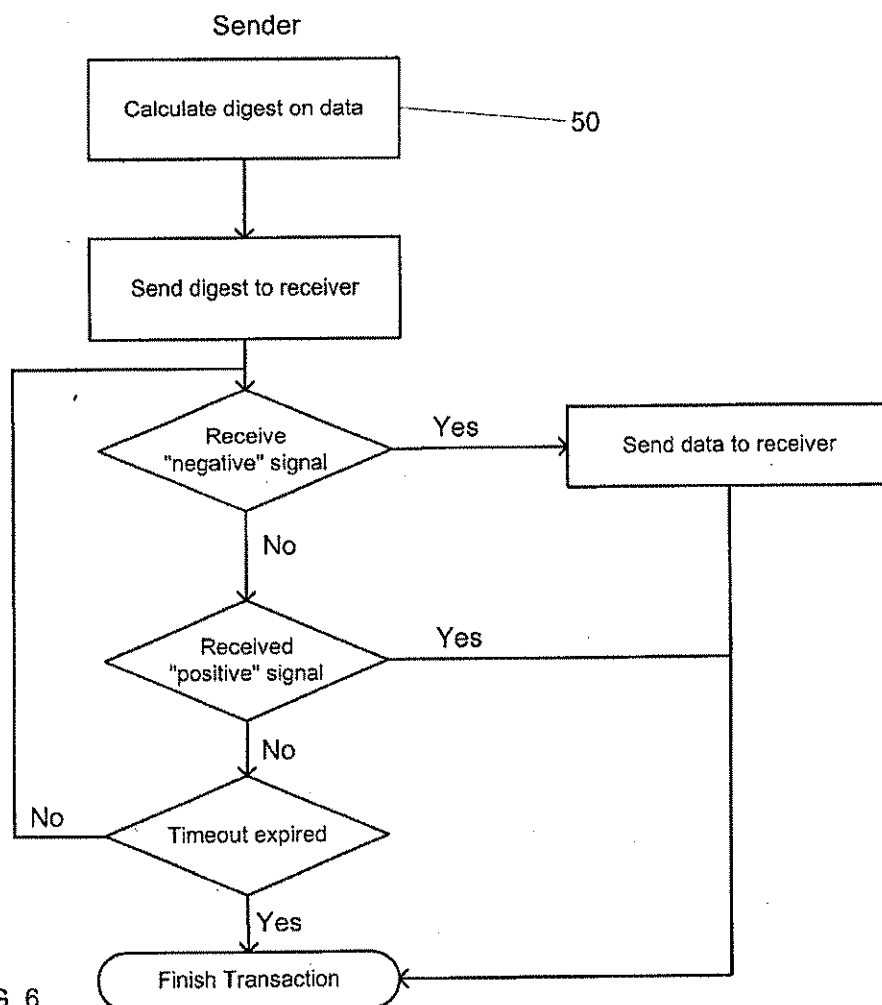 Sender
Calculate digest on data
50
Send digest to receiver
Receive
"negative" signal
Yes
Send data to receiver
No
Received
"positive" signal
Yes
No
No
Timeout expired
Yes
Finish Transaction
G. 6